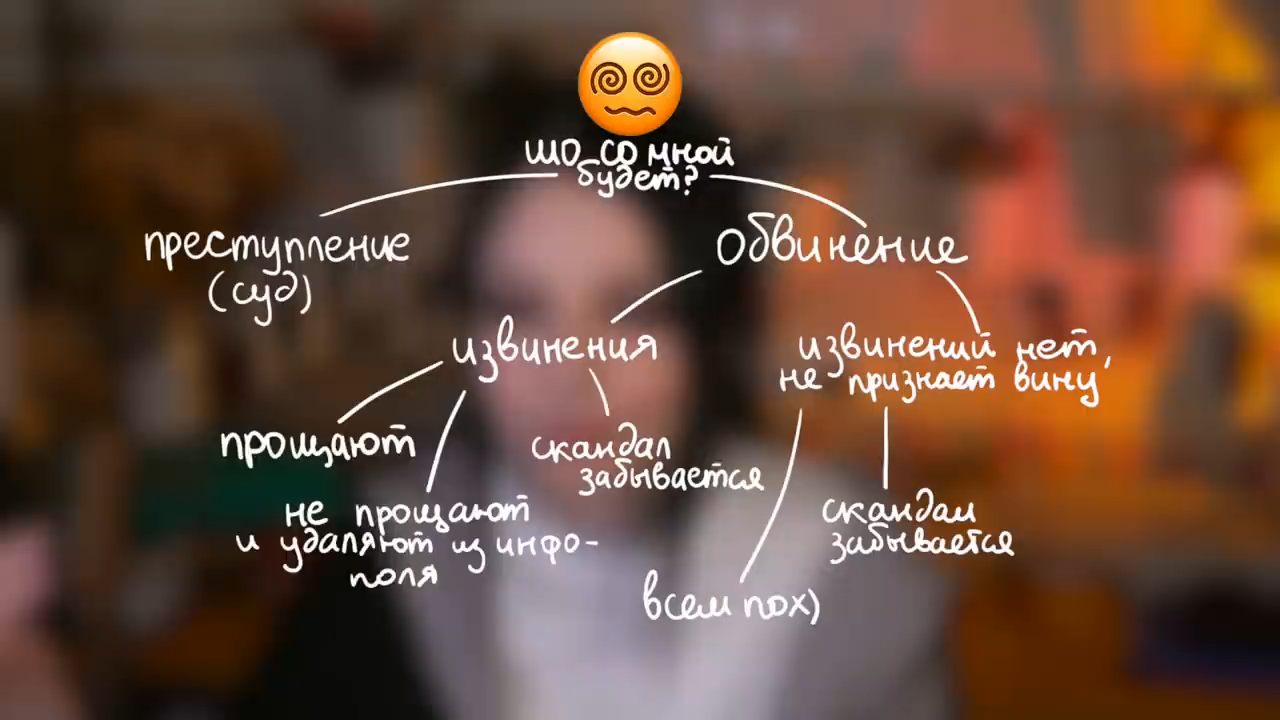 шо со мной
будет?
преступление
(суд)
обвинение
извинения
извинений нет,
не признает вину
прощают
скандал
забывается
не прощают
и удаляют из инфо-
поля
скандал
забывается
всем пох)